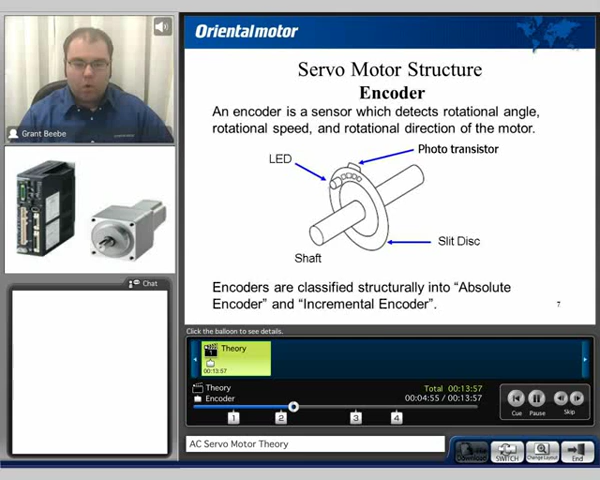 Orientalmotor
Servo Motor Structure
Encoder
An encoder is a sensor which detects rotational angle,
rotational speed, and rotational direction of the motor.
Photo transistor
LED
Slit Disc
Shaft
Encoders are classified structurally into “Absolute
Encoder” and “Incremental Encoder”.
7
Grant Beebe
Chat
Click the balloon to see details.
Theory
1
00:13:57
Theory
Total 00:13:57
Encoder
00:04:55 / 00:13:57
1 2 3 4
Cue Pause Skip
AC Servo Motor Theory
Download SWITCH Change Layout End